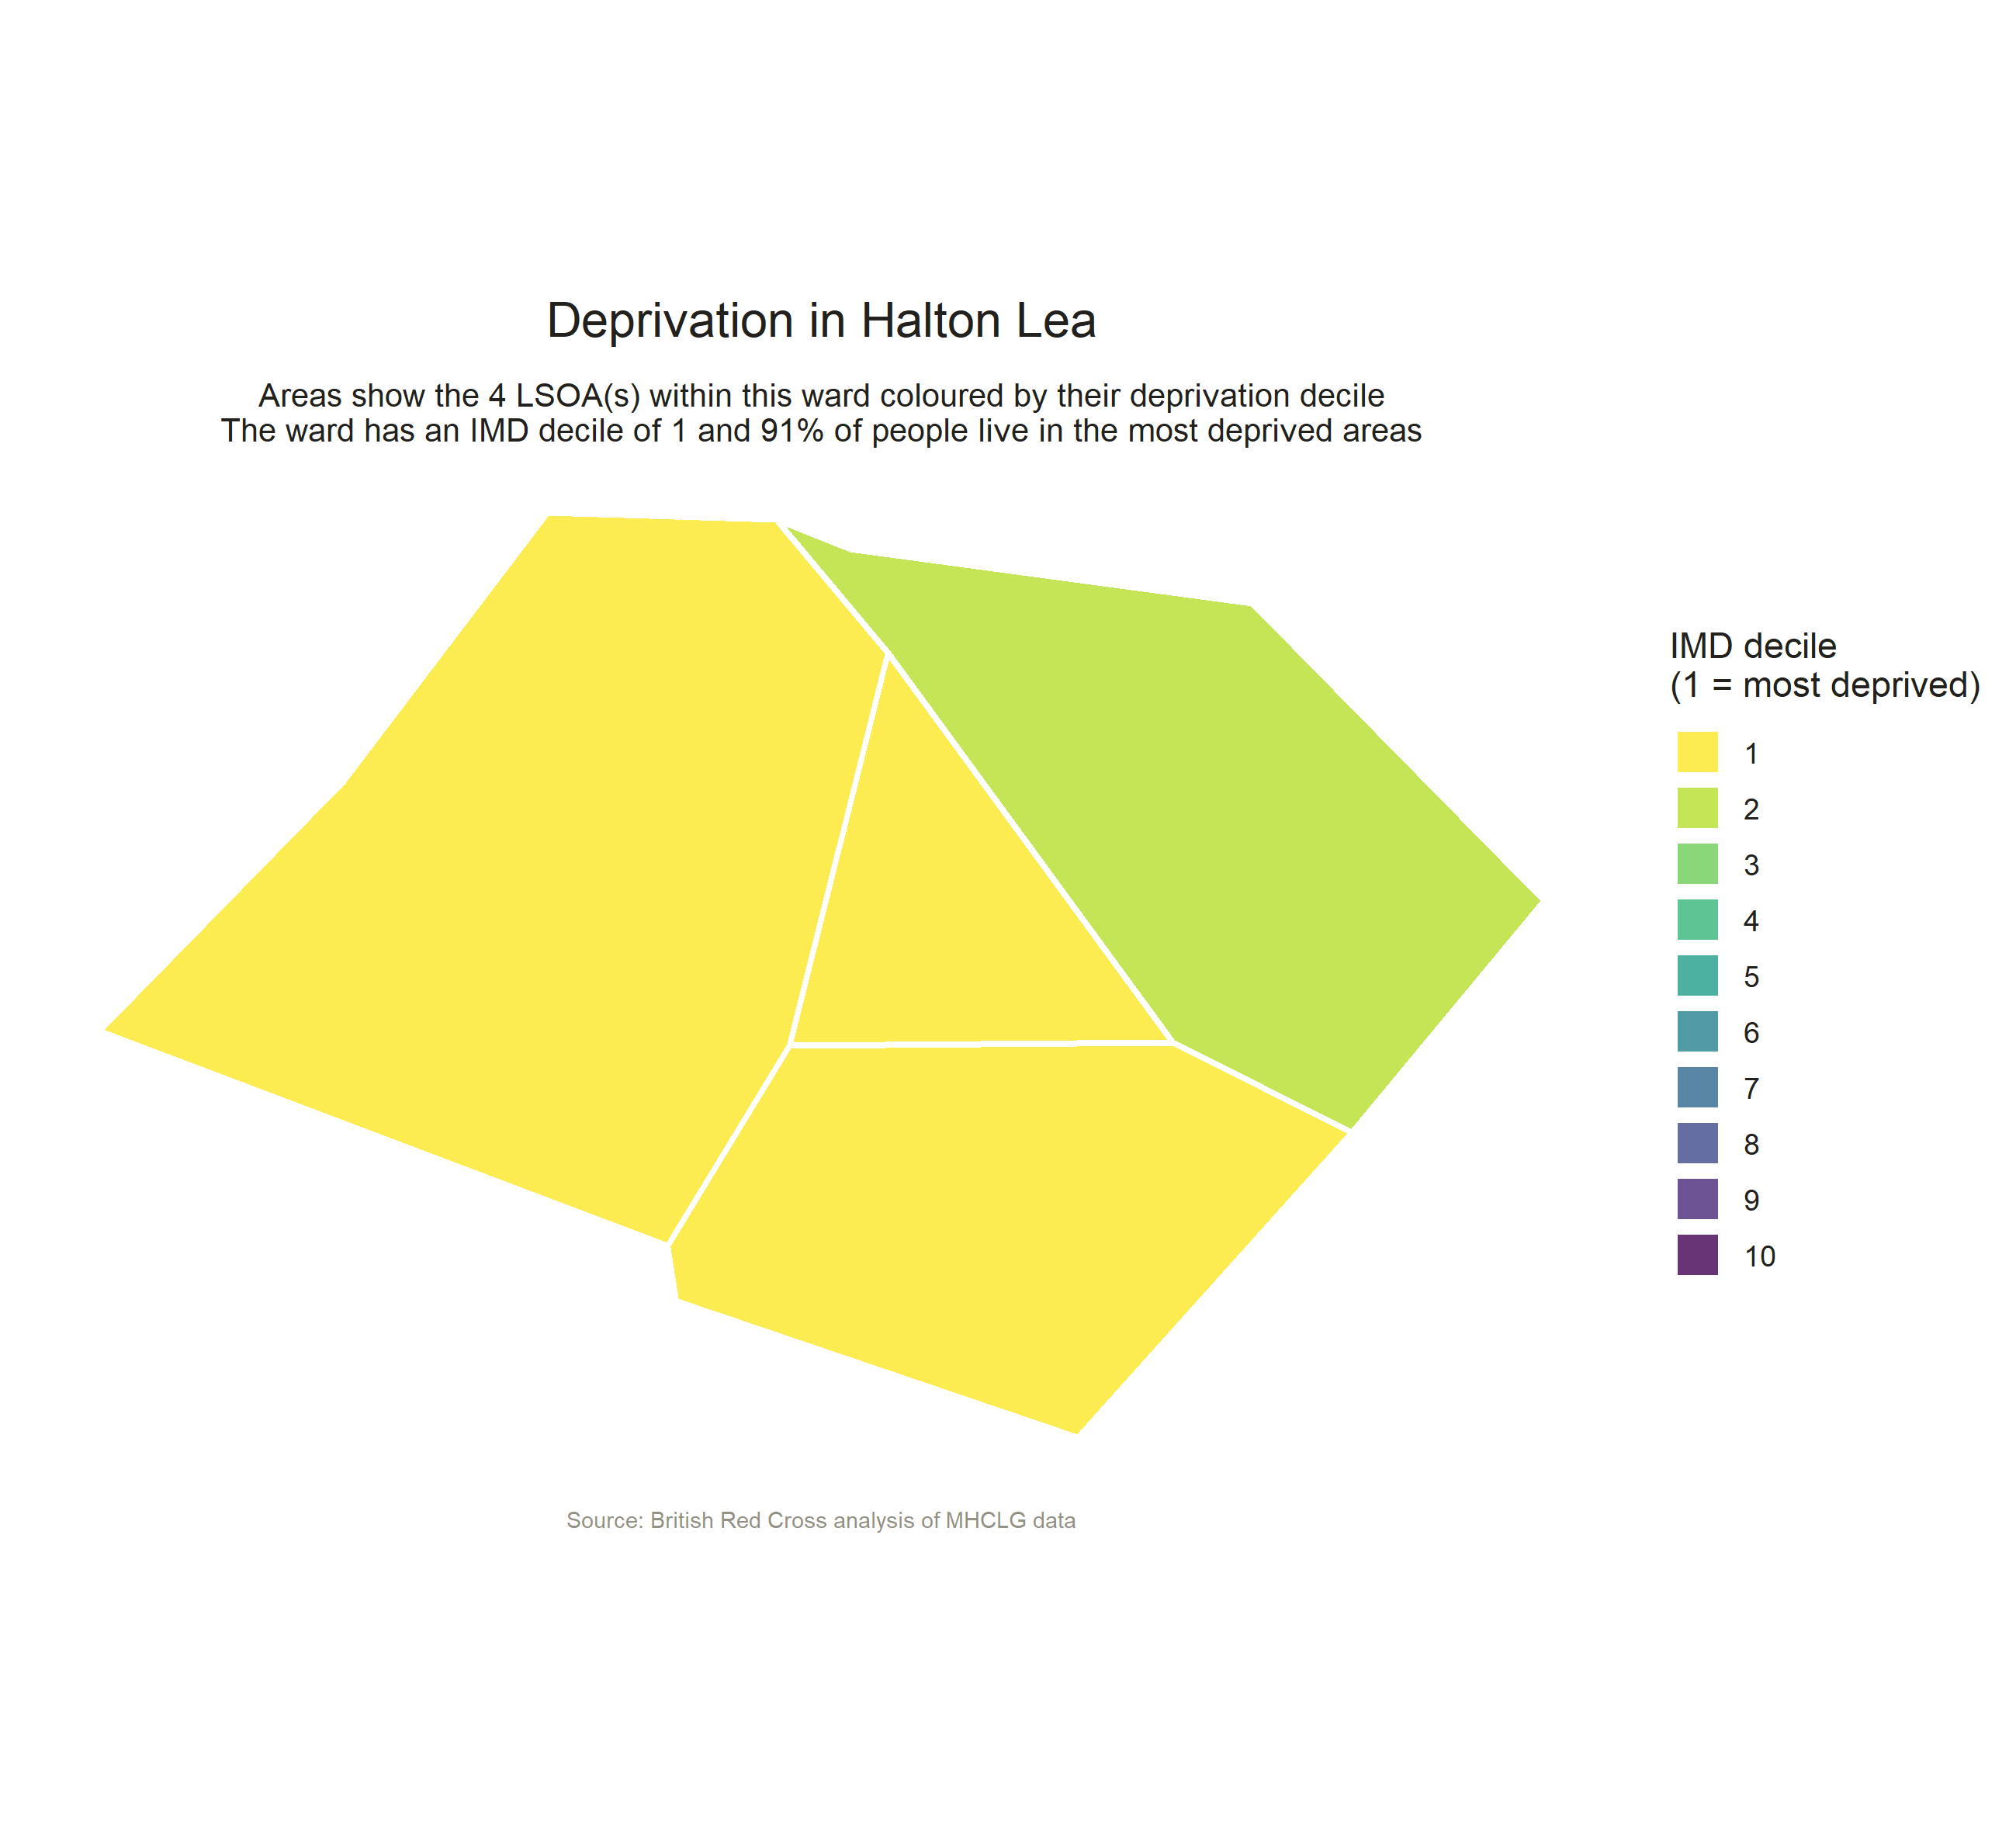 Deprivation in Halton Lea
Areas show the 4 LSOA(s) within this ward coloured by their deprivation decile
The ward has an IMD decile of 1 and 91% of people live in the most deprived areas
IMD decile
(1 = most deprived)
1
2
3
4
5
6
7
8
9
10
Source: British Red Cross analysis of MHCLG data